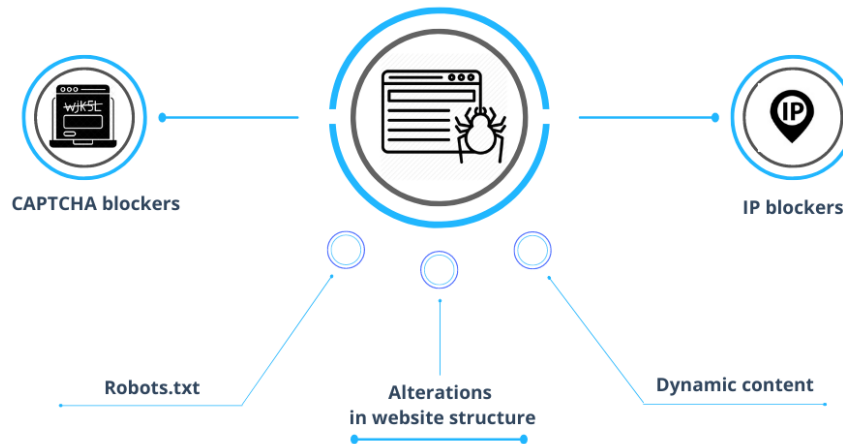 WJK5L
IP
CAPTCHA blockers
IP blockers
Robots.txt
Alterations
in website structure
Dynamic content